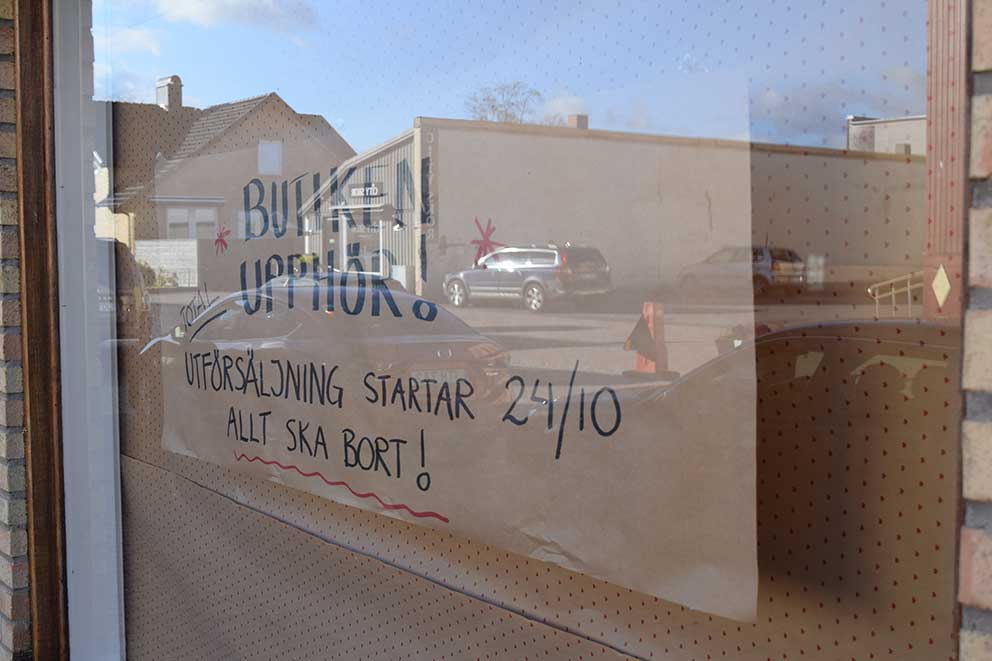 BUTIKEN
UPPHÖR!
TOTAL
UTFÖRSÄLJNING STARTAR 24/10
ALLT SKA BORT!